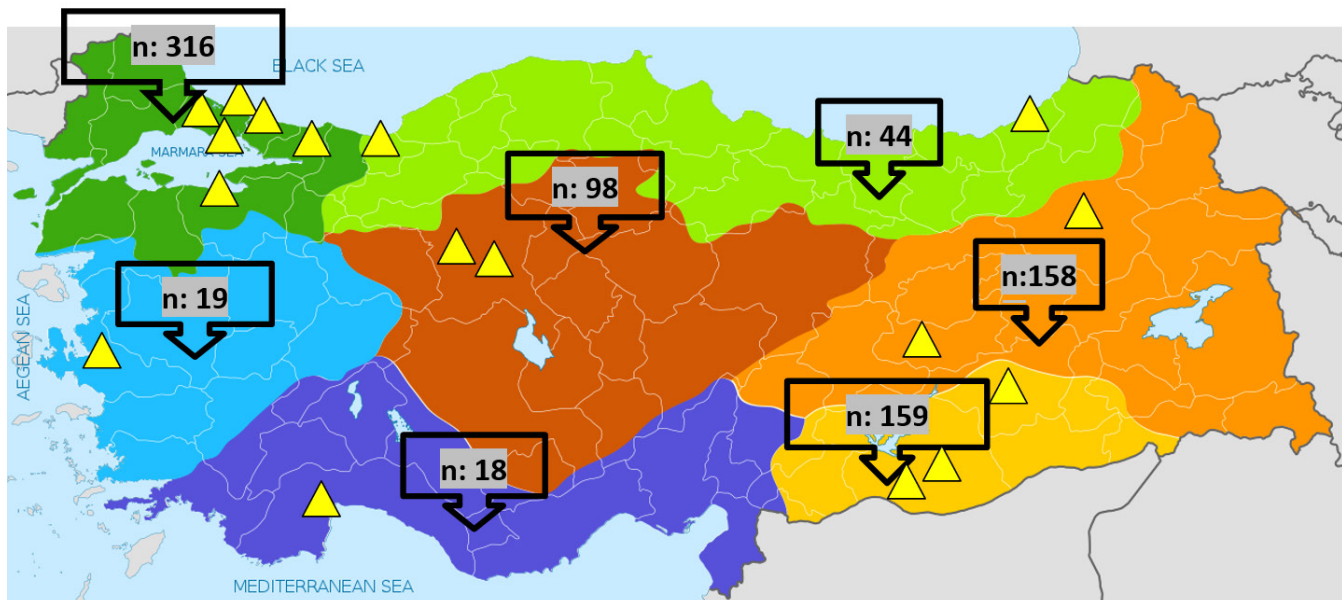 n: 316
BLACK SEA
MARMARA SEA
n: 44
n: 98
n: 19
n:158
AEGEAN SEA
n: 159
n: 18
MEDITERRANEAN SEA